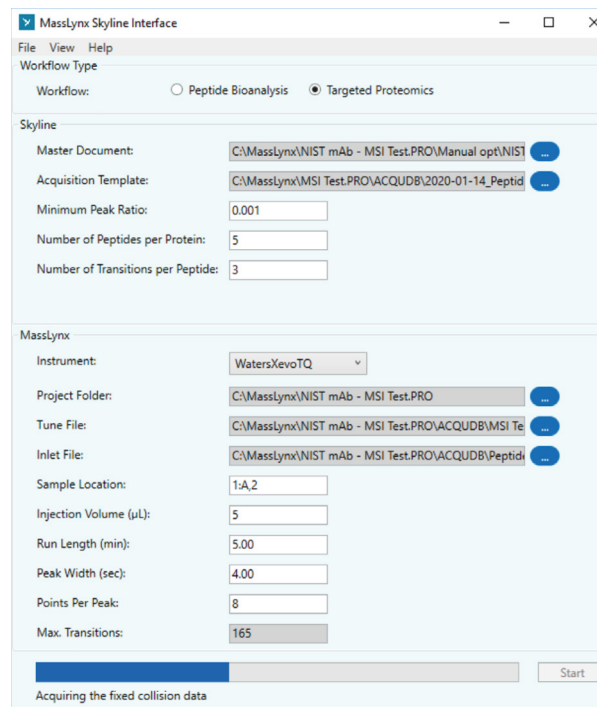 MassLynx Skyline Interface
File View Help
Workflow Type
Workflow: Peptide Bioanalysis Targeted Proteomics
Skyline
Master Document: C:\MassLynx\NIST mAb - MSI Test.PRO\Manual opt\NIST ...
Acquisition Template: C:\MassLynx\MSI Test.PRO\ACQUDB\2020-01-14_Peptid ...
Minimum Peak Ratio: 0.001
Number of Peptides per Protein: 5
Number of Transitions per Peptide: 3
MassLynx
Instrument: WatersXevoTQ
Project Folder: C:\MassLynx\NIST mAb - MSI Test.PRO ...
Tune File: C:\MassLynx\NIST mAb - MSI Test.PRO\ACQUDB\MSI Te ...
Inlet File: C:\MassLynx\NIST mAb - MSI Test.PRO\ACQUDB\Peptide ...
Sample Location: 1:A,2
Injection Volume (µL): 5
Run Length (min): 5.00
Peak Width (sec): 4.00
Points Per Peak: 8
Max. Transitions: 165
Start
Acquiring the fixed collision data